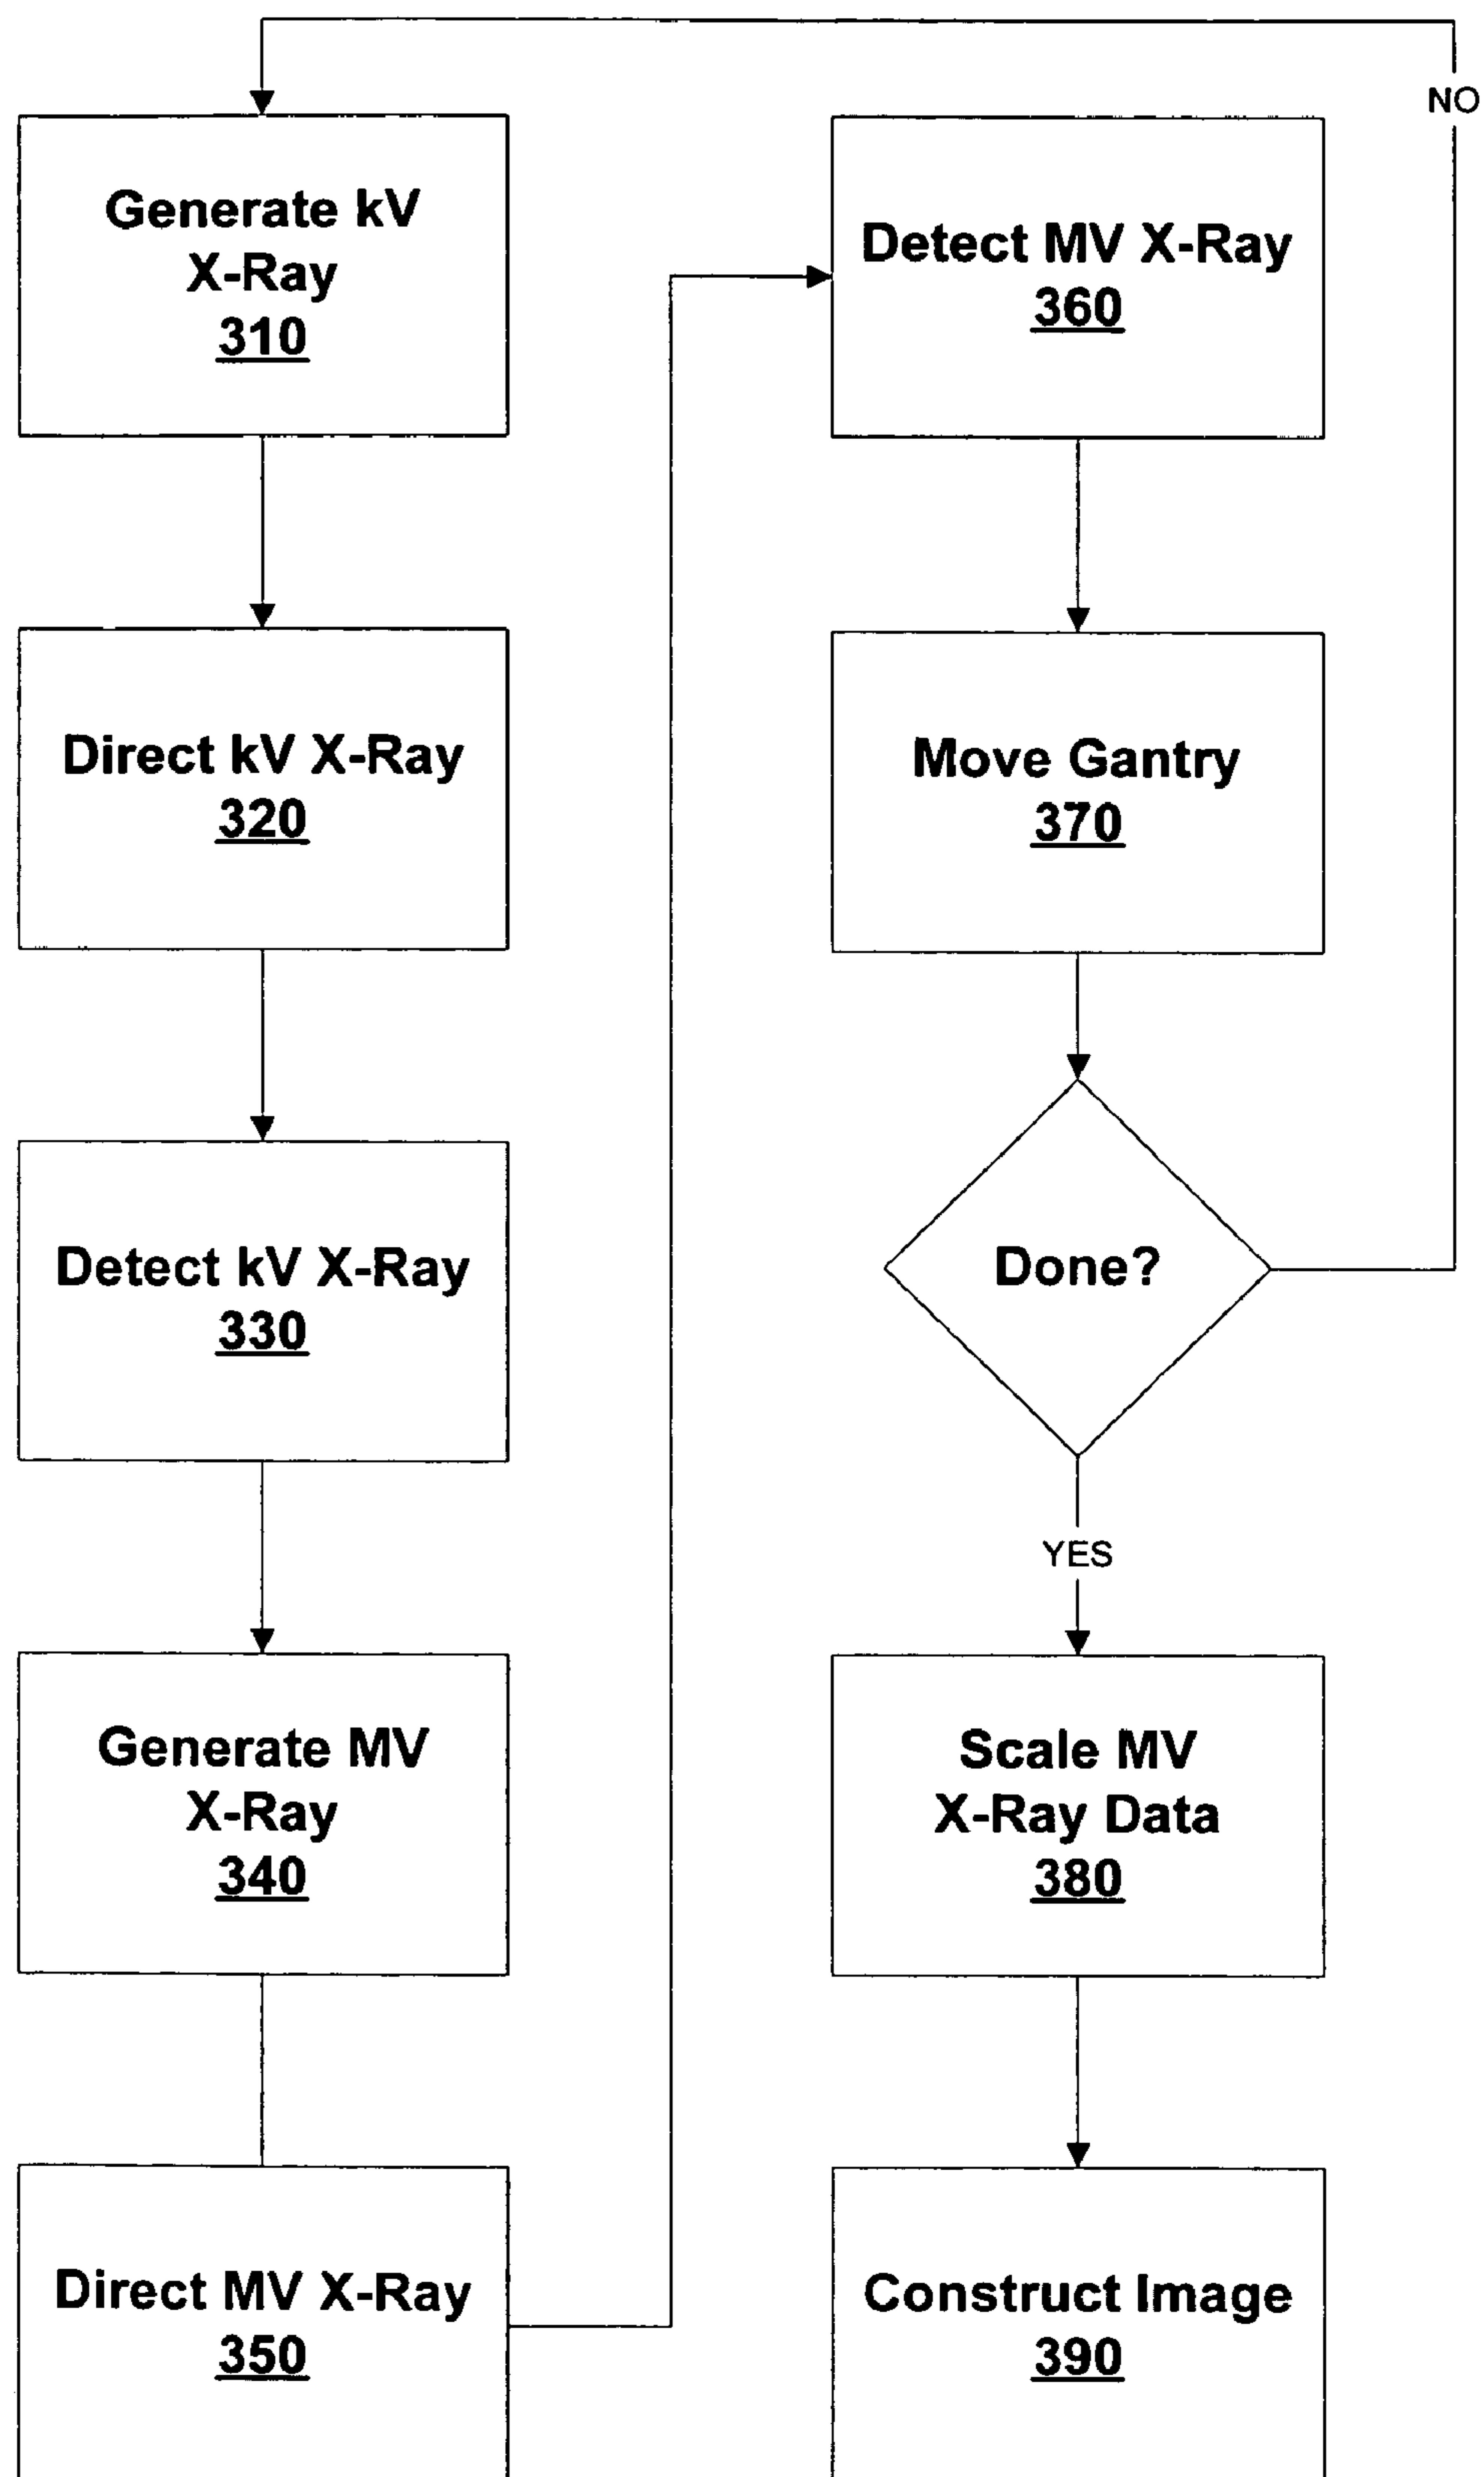 Generate kV
X-Ray
310
Direct kV X-Ray
320
Detect kV X-Ray
330
Generate MV
X-Ray
340
Direct MV X-Ray
350
Detect MV X-Ray
360
Move Gantry
370
Done?
NO
YES
Scale MV
X-Ray Data
380
Construct Image
390